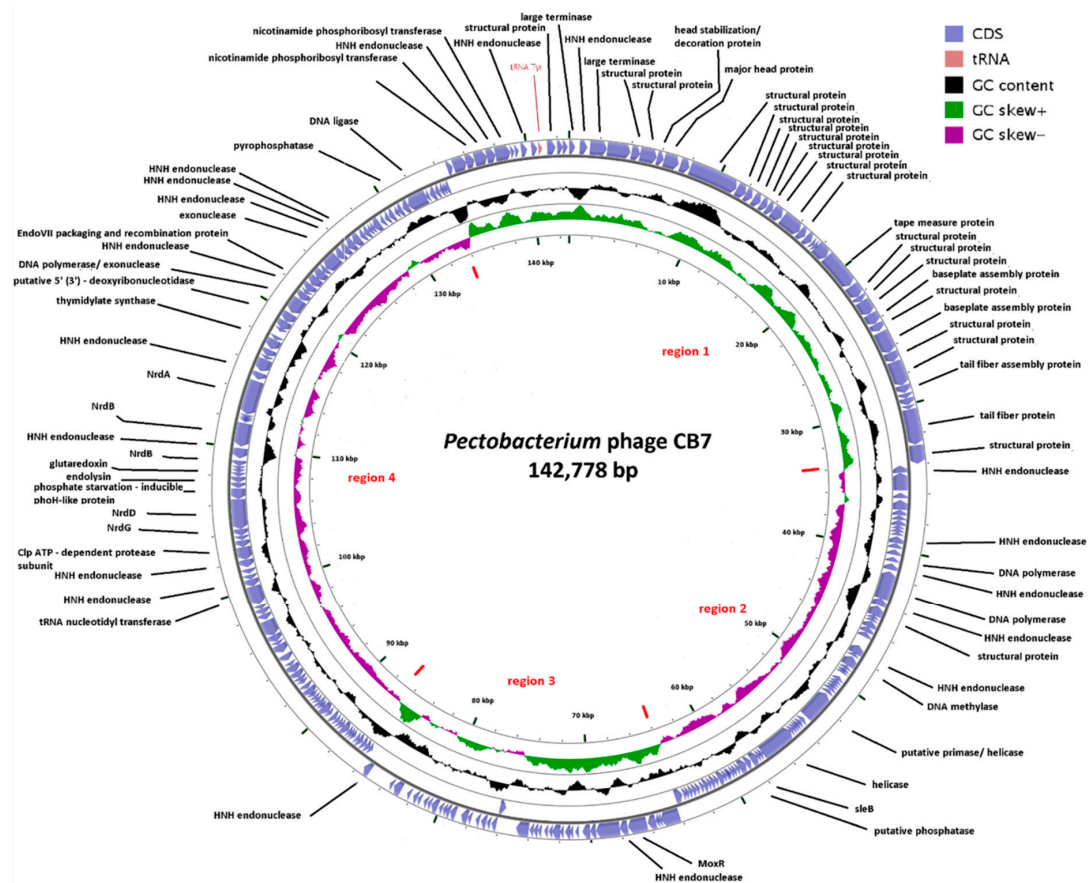 nicotinamide phosphoribosyl transferase
HNH endonuclease
nicotinamide phosphoribosyl transferase
large terminase
structural protein
HNH endonuclease
tRNA Tyr
HNH endonuclease
large terminase
structural protein
structural protein
head stabilization/
decoration protein
major head protein
CDS
tRNA
GC content
GC skew+
GC skew-
structural protein
structural protein
structural protein
structural protein
structural protein
structural protein
structural protein
structural protein
tape measure protein
structural protein
structural protein
structural protein
baseplate assembly protein
structural protein
baseplate assembly protein
structural protein
structural protein
tail fiber assembly protein
tail fiber protein
structural protein
HNH endonuclease
HNH endonuclease
DNA polymerase
HNH endonuclease
DNA polymerase
HNH endonuclease
structural protein
HNH endonuclease
DNA methylase
putative primase/ helicase
helicase
sleB
putative phosphatase
MoxR
HNH endonuclease
HNH endonuclease
DNA ligase
pyrophosphatase
HNH endonuclease
HNH endonuclease
HNH endonuclease
exonuclease
EndoVII packaging and recombination protein
HNH endonuclease
DNA polymerase/ exonuclease
putative 5' (3') - deoxyribonucleotidase
thymidylate synthase
HNH endonuclease
NrdA
NrdB
HNH endonuclease
NrdB
glutaredoxin
endolysin
phosphate starvation - inducible
phoH-like protein
NrdD
NrdG
Clp ATP - dependent protease
subunit
HNH endonuclease
HNH endonuclease
tRNA nucleotidyl transferase
140 kbp
10 kbp
20 kbp
30 kbp
40 kbp
50 kbp
60 kbp
70 kbp
80 kbp
90 kbp
100 kbp
110 kbp
120 kbp
130 kbp
region 1
region 2
region 3
region 4
Pectobacterium phage CB7
142,778 bp